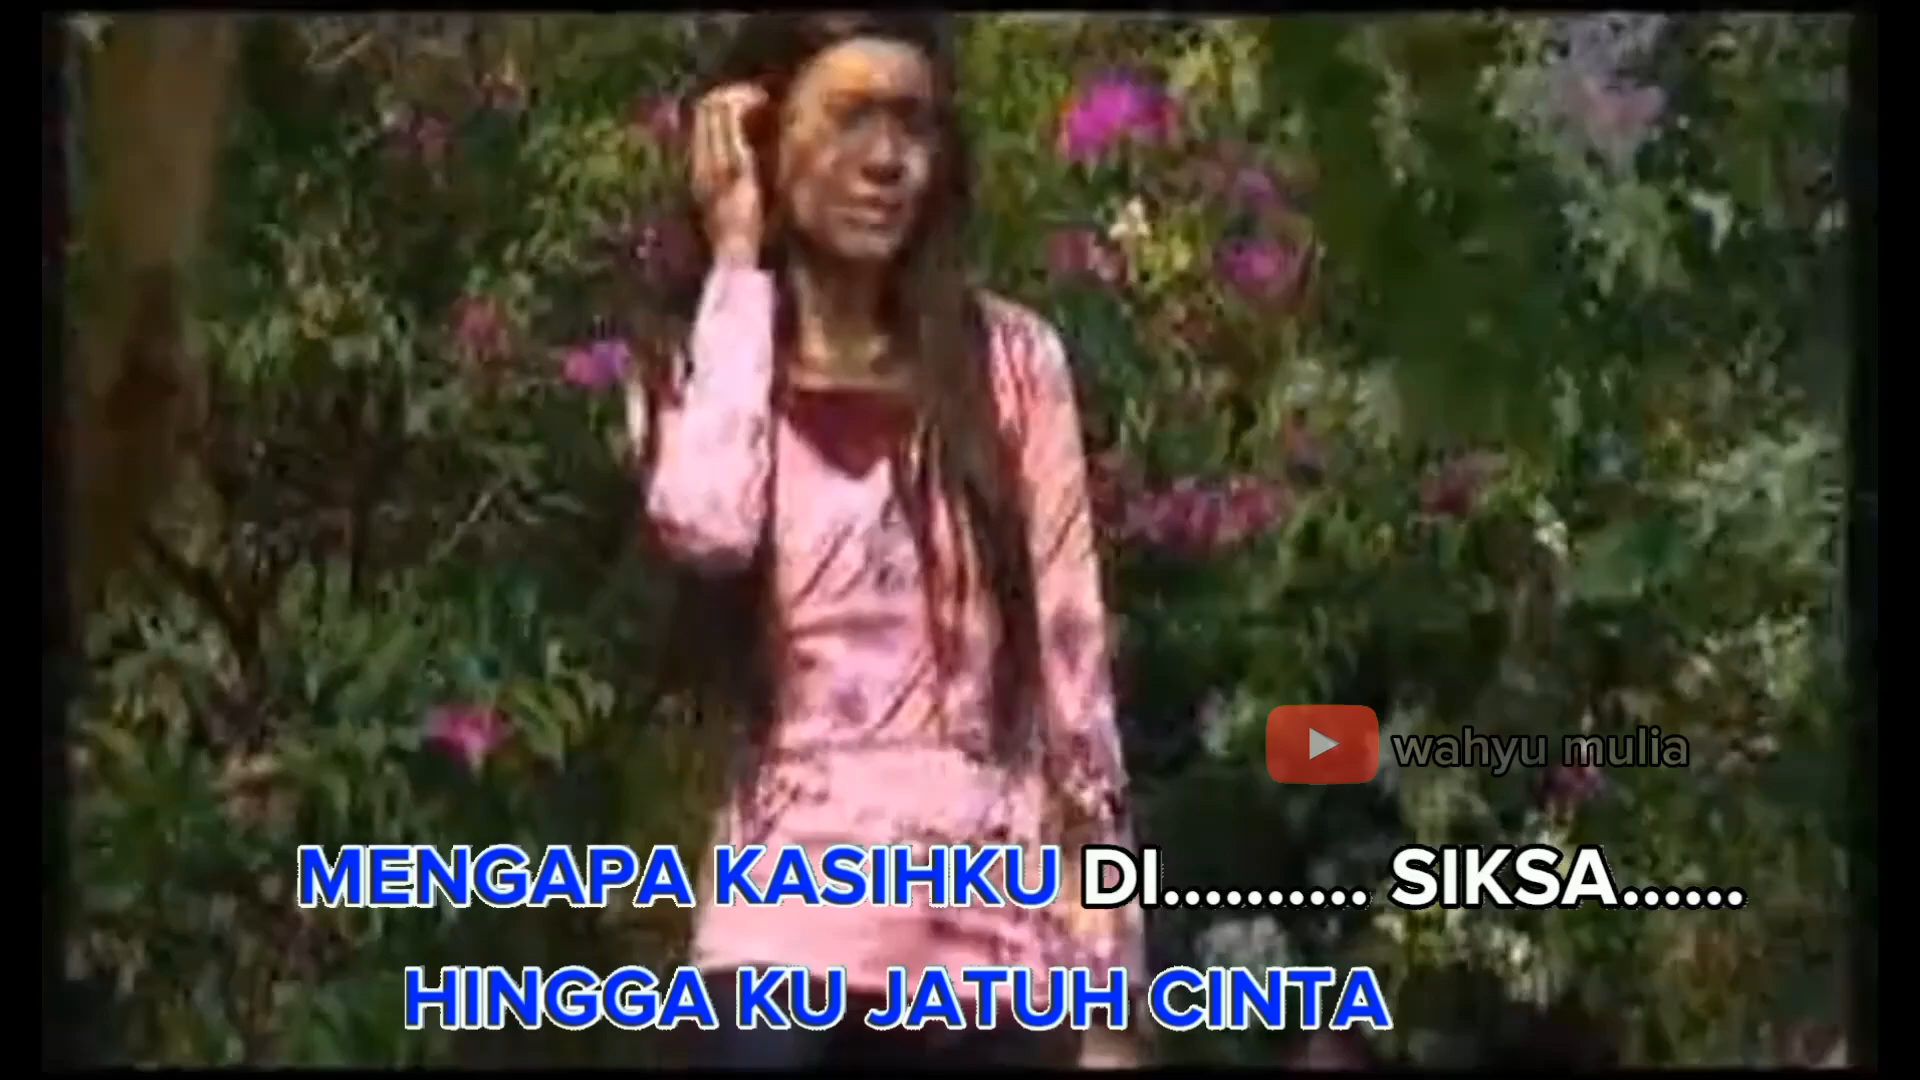 wahyu mulia
MENGAPA KASIHKU DI.......... SIKSA......
HINGGA KU JATUH CINTA